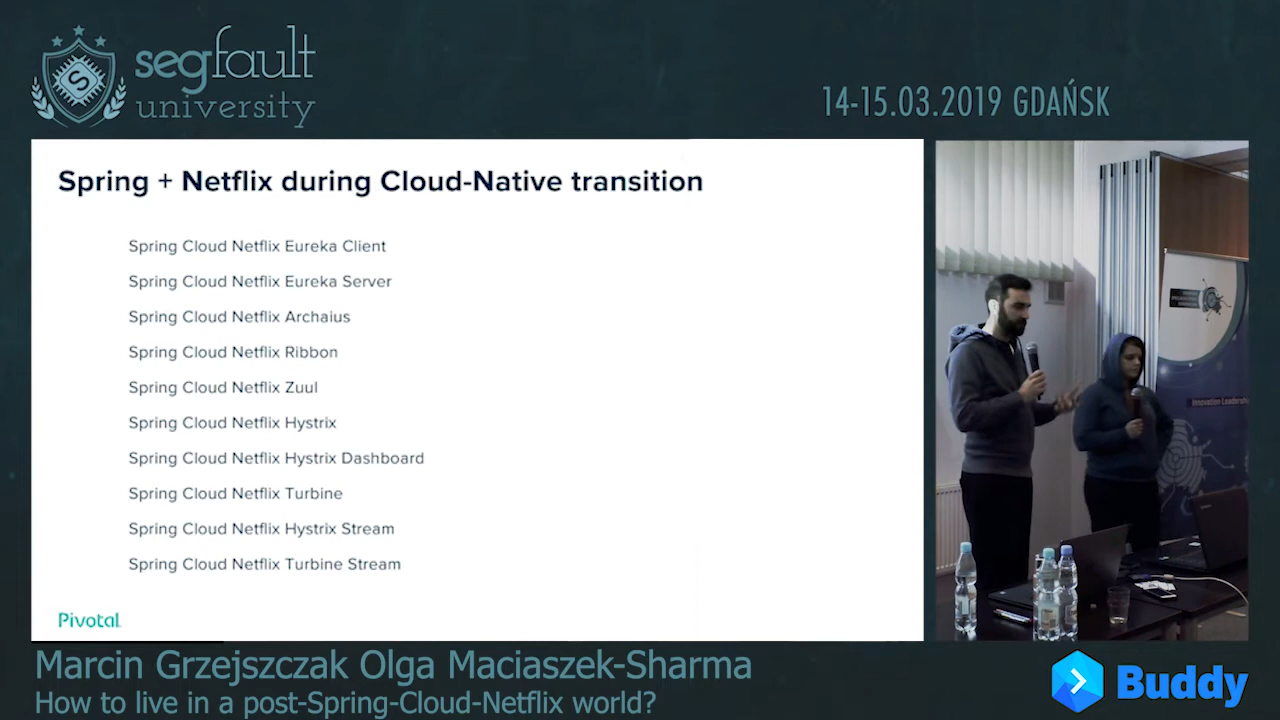 segfault
university
14-15.03.2019 GDAŃSK
Spring + Netflix during Cloud-Native transition
Spring Cloud Netflix Eureka Client
Spring Cloud Netflix Eureka Server
Spring Cloud Netflix Archaius
Spring Cloud Netflix Ribbon
Spring Cloud Netflix Zuul
Spring Cloud Netflix Hystrix
Spring Cloud Netflix Hystrix Dashboard
Spring Cloud Netflix Turbine
Spring Cloud Netflix Hystrix Stream
Spring Cloud Netflix Turbine Stream
Pivotal
Innovation Leadership
Marcin Grzejszczak Olga Maciaszek-Sharma
How to live in a post-Spring-Cloud-Netflix world?
Buddy